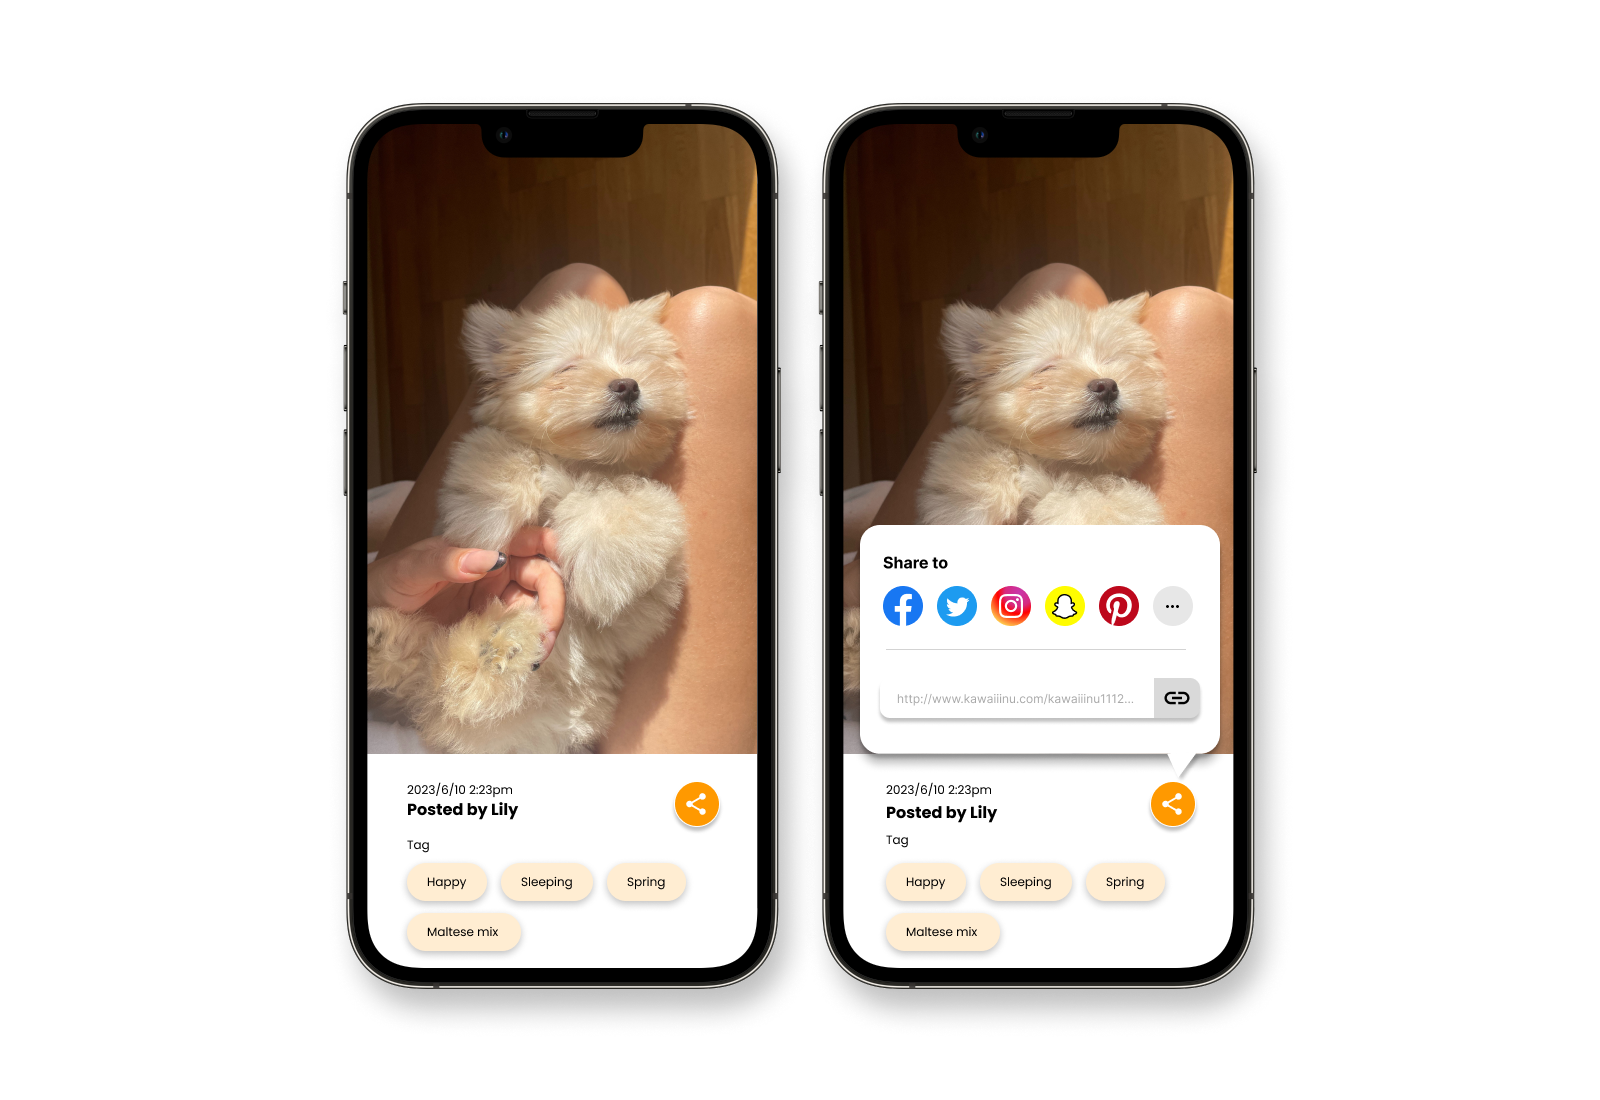 2023/6/10 2:23pm
Posted by Lily
Tag
Happy
Sleeping
Spring
Maltese mix
Share to
http://www.kawaiiinu.com/kawaiiinu1112...
2023/6/10 2:23pm
Posted by Lily
Tag
Happy
Sleeping
Spring
Maltese mix